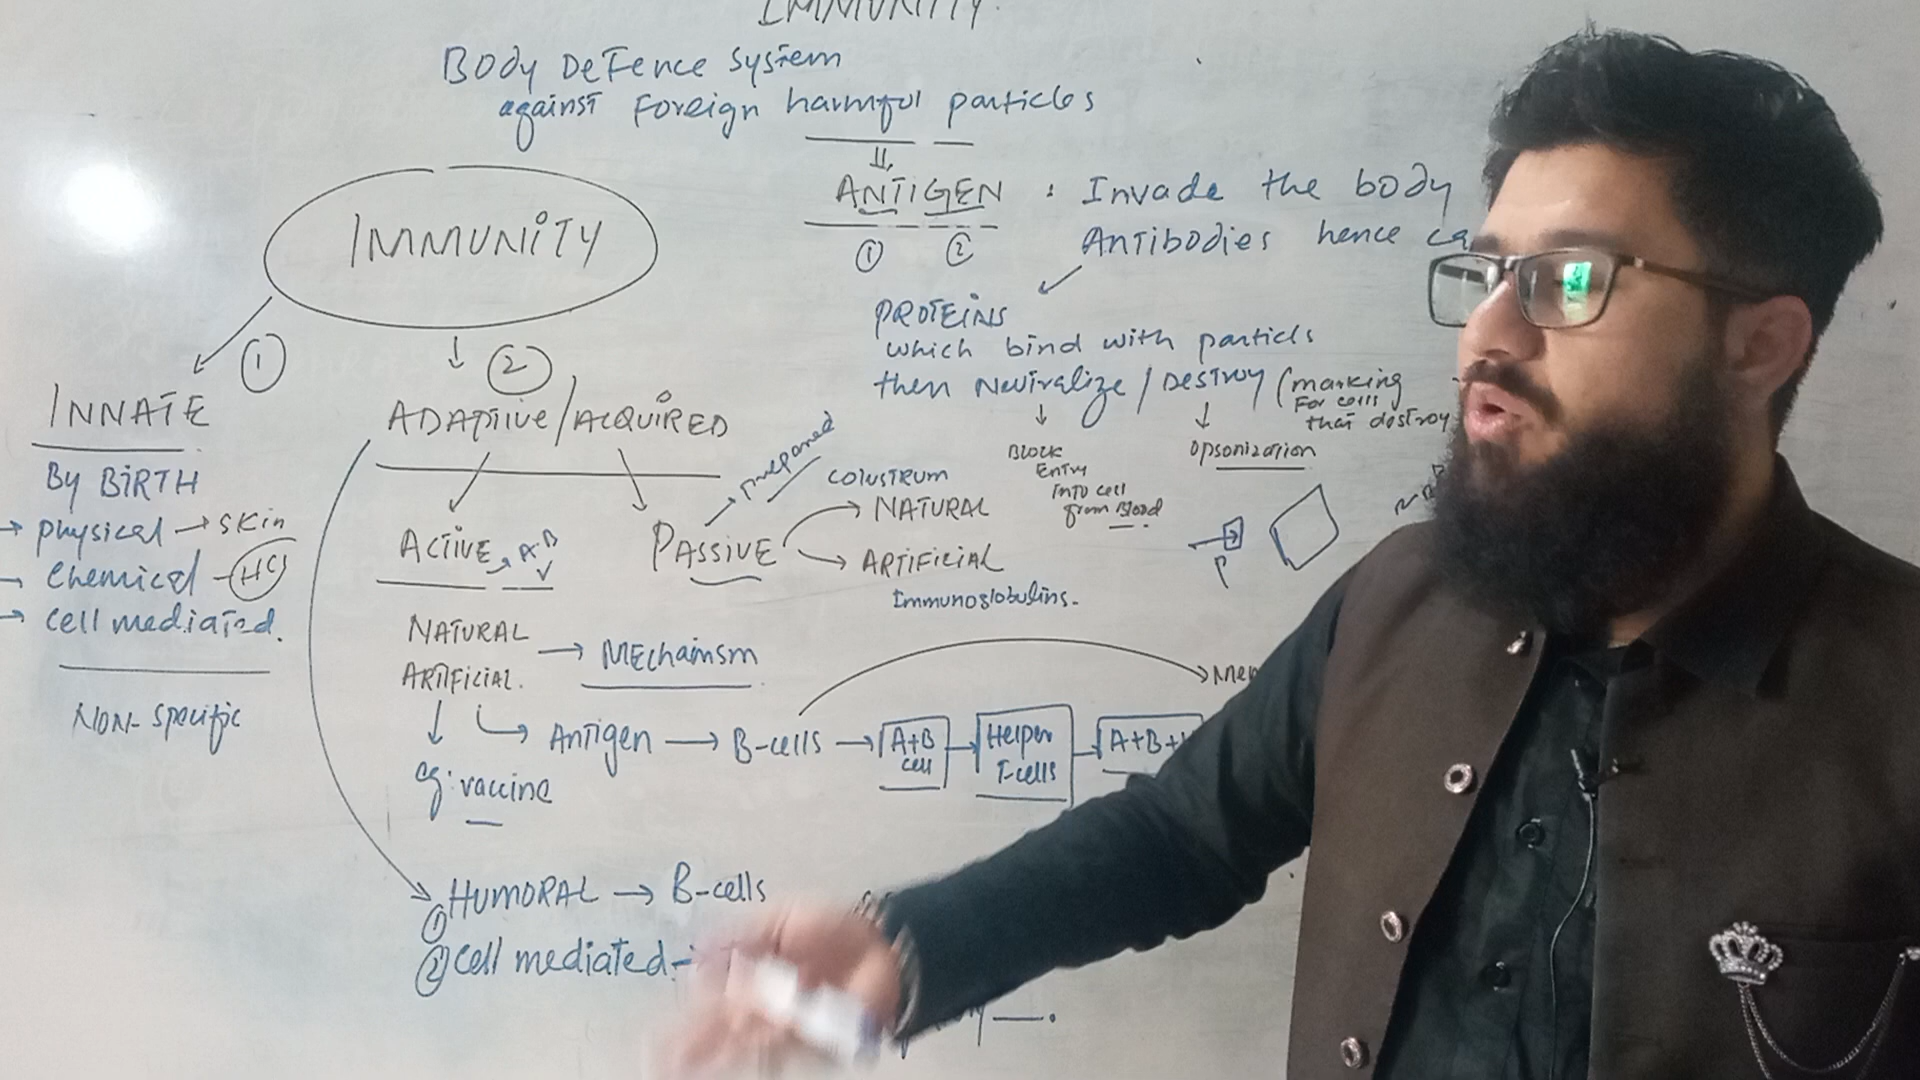 IMMUNITY.
Body Defence System
against Foreign harmful particles
ANTIGEN : Invade the body
① ②
Antibodies hence
PROTEINS
which bind with particls
then Neutralize / Destroy (marking
For cells
that destroy
Block
Entry
Into cell
from Blood
Opsonization
P
IMMUNITY
①
②
INNATE
By BIRTH
→ physical → skin
→ Chemical - HCl
→ cell mediated.
NON-specific
ADAPTIVE/ACQUIRED
ACTIVE → A.B
PASSIVE
→ prepared
COLUSTRUM
→ NATURAL
→ ARTIFICIAL
Immunoglobulins.
NATURAL
ARTIFICIAL.
→ MEchanism
eg: vaccine
Antigen → B-cells → A+B
cell
Helper
T-cells
A+B+
① HUMORAL → B-cells
② Cell mediated -